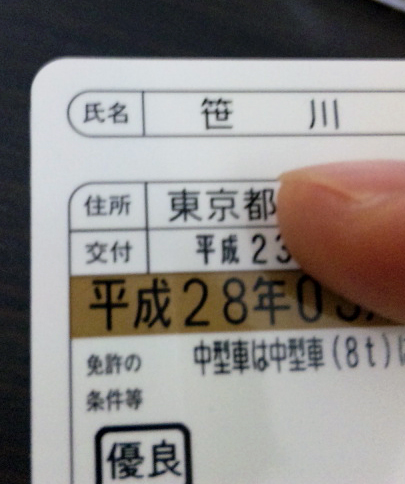 氏名 笹川
住所 東京都
交付 平成23
平成28年0
免許の 中型車は中型車(8t)に
条件等
優良